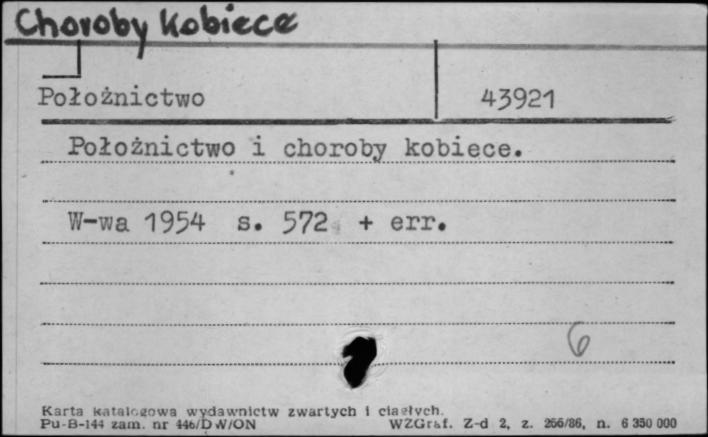 Choroby kobiece
Położnictwo 43921
Położnictwo i choroby kobiece.
W-wa 1954 s. 572 + err.
6
Karta katalogowa wydawnictw zwartych i ciągłych.
Pu-B-144 zam. nr 446/DW/ON WZGraf. Z-d 2, z. 266/86, n. 6 350 000